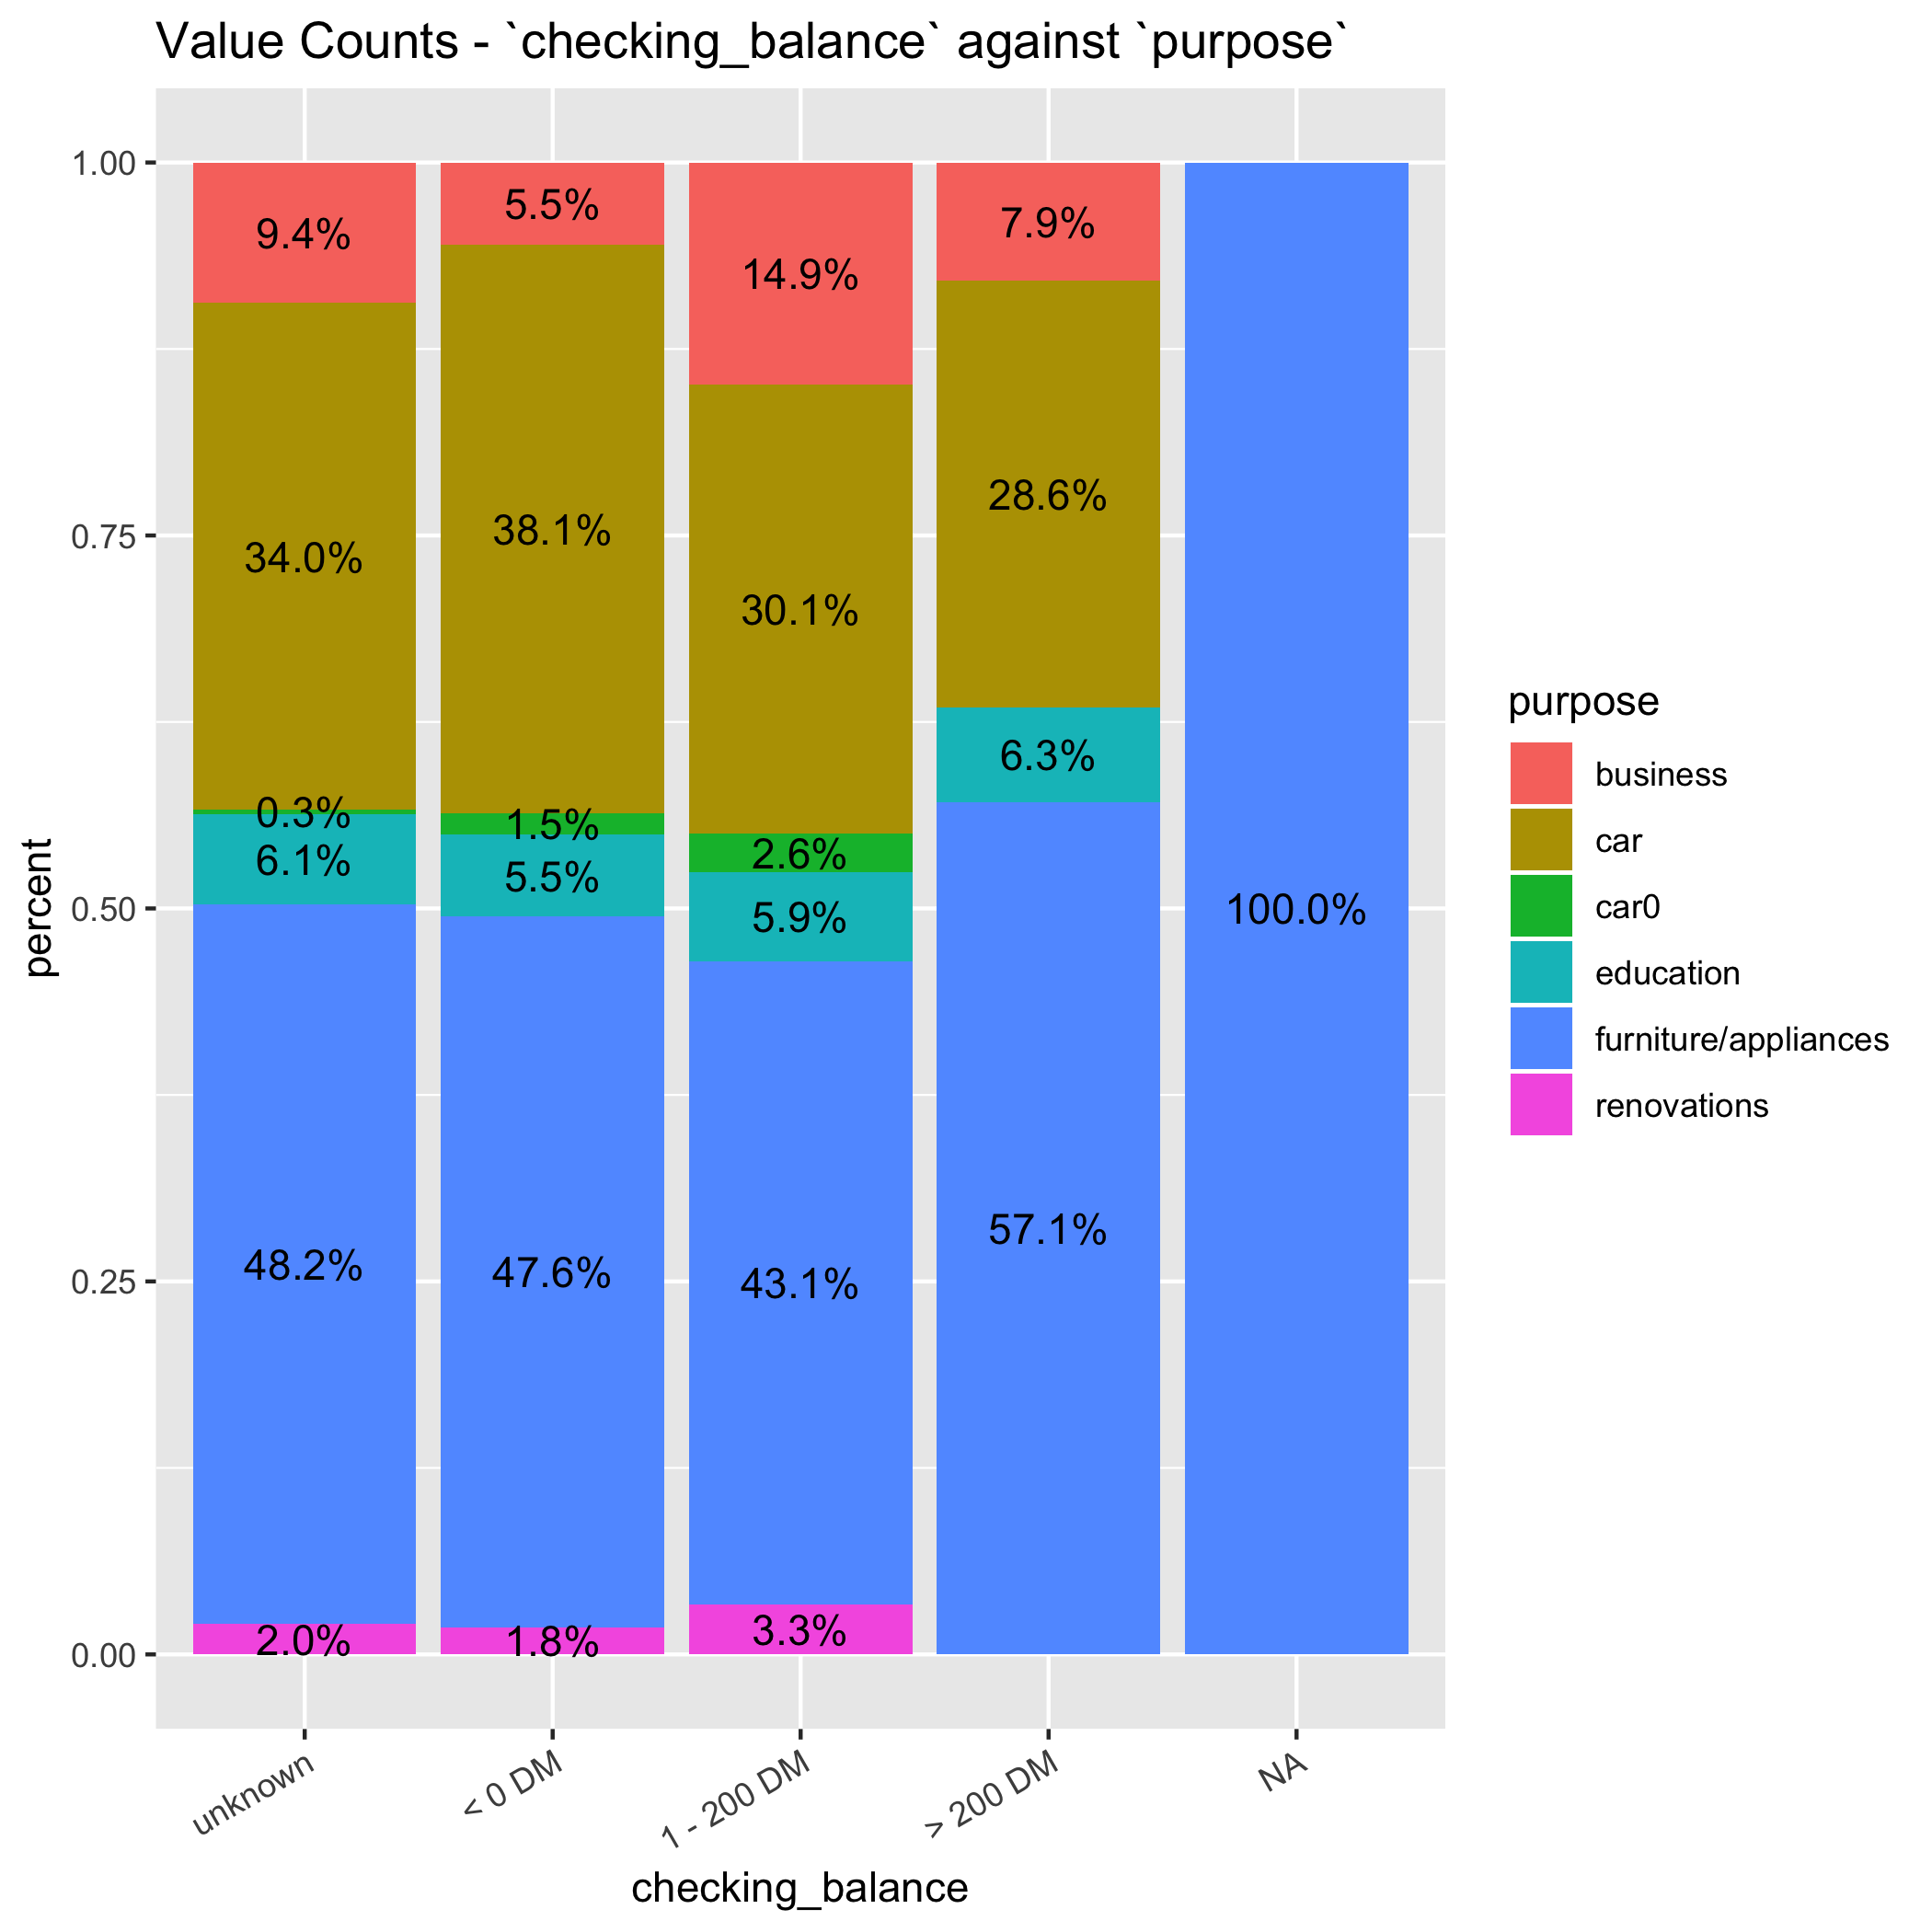 Value Counts - `checking_balance` against `purpose`
percent
1.00
0.75
0.50
0.25
0.00
9.4%
34.0%
0.3%
6.1%
48.2%
2.0%
5.5%
38.1%
1.5%
5.5%
47.6%
1.8%
14.9%
30.1%
2.6%
5.9%
43.1%
3.3%
7.9%
28.6%
6.3%
57.1%
100.0%
unknown
< 0 DM
1 - 200 DM
> 200 DM
NA
checking_balance
purpose
business
car
car0
education
furniture/appliances
renovations